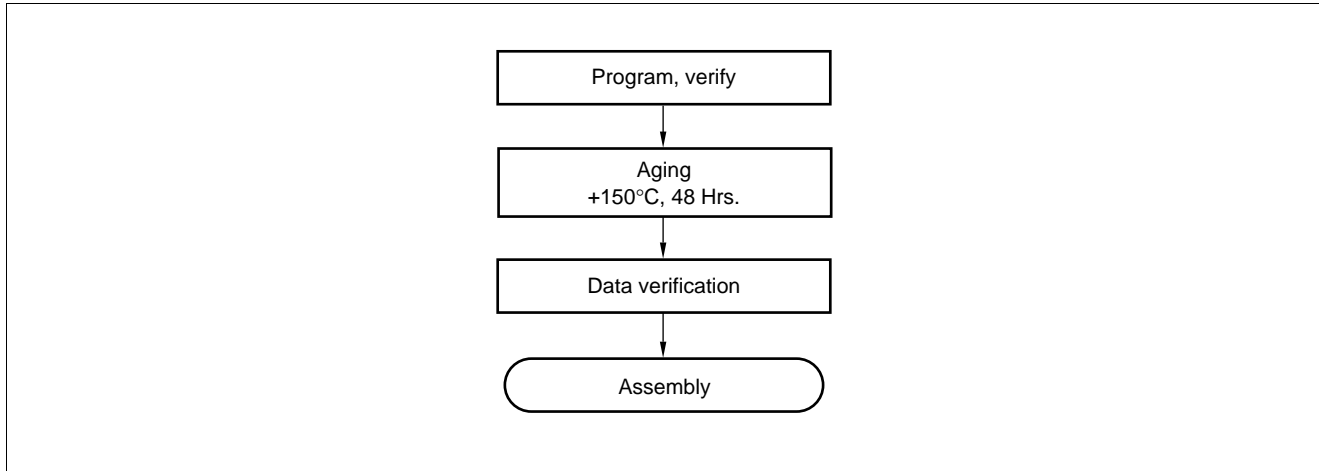 Program, verify
Aging
+150°C, 48 Hrs.
Data verification
Assembly